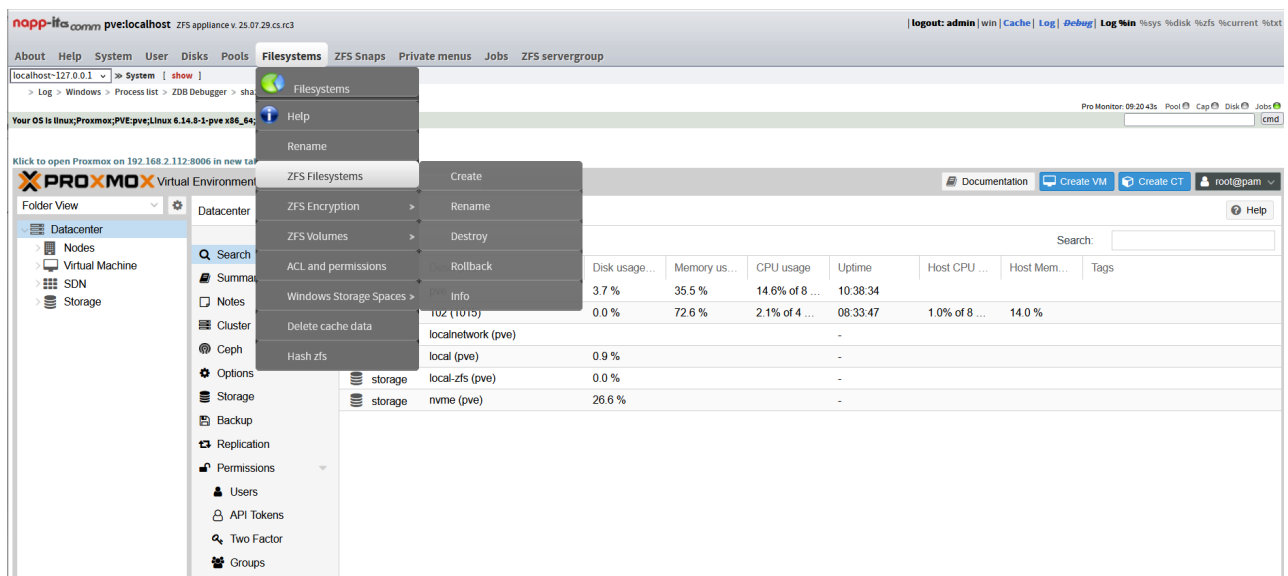 napp-it cs comm pve:localhost ZFS appliance v. 25.07.29.cs.rc3
| logout: admin | win | Cache | Log | Debug | Log %in %sys %disk %zfs %current %txt
About Help System User Disks Pools Filesystems ZFS Snaps Private menus Jobs ZFS servergroup
localhost~127.0.0.1 >> System [ show ]
> Log > Windows > Process list > ZDB Debugger >
Pro Monitor: 09:20 43s Pool Cap Disk Jobs
Your OS is linux;Proxmox;PVE:pve;Linux 6.14.8-1-pve x86_64;
cmd
Filesystems
Help
Rename
ZFS Filesystems
ZFS Encryption >
ZFS Volumes >
ACL and permissions
Windows Storage Spaces >
Delete cache data
Hash zfs
Create
Rename
Destroy
Rollback
Info
Klick to open Proxmox on 192.168.2.112:8006 in new
PROXMOX Virtual Environment
Documentation Create VM Create CT root@pam
Folder View
Datacenter
Help
Datacenter
Nodes
Virtual Machine
SDN
Storage
Search
Notes
Cluster
Ceph
Options
Storage
Backup
Replication
Permissions
Users
API Tokens
Two Factor
Groups
Search:
Disk usage... Memory us... CPU usage Uptime Host CPU ... Host Mem... Tags
3.7 % 35.5 % 14.6% of 8 ... 10:38:34
102 (1015) 0.0 % 72.6 % 2.1% of 4 ... 08:33:47 1.0% of 8 ... 14.0 %
localnetwork (pve) -
local (pve) 0.9 % -
storage local-zfs (pve) 0.0 % -
storage nvme (pve) 26.6 % -